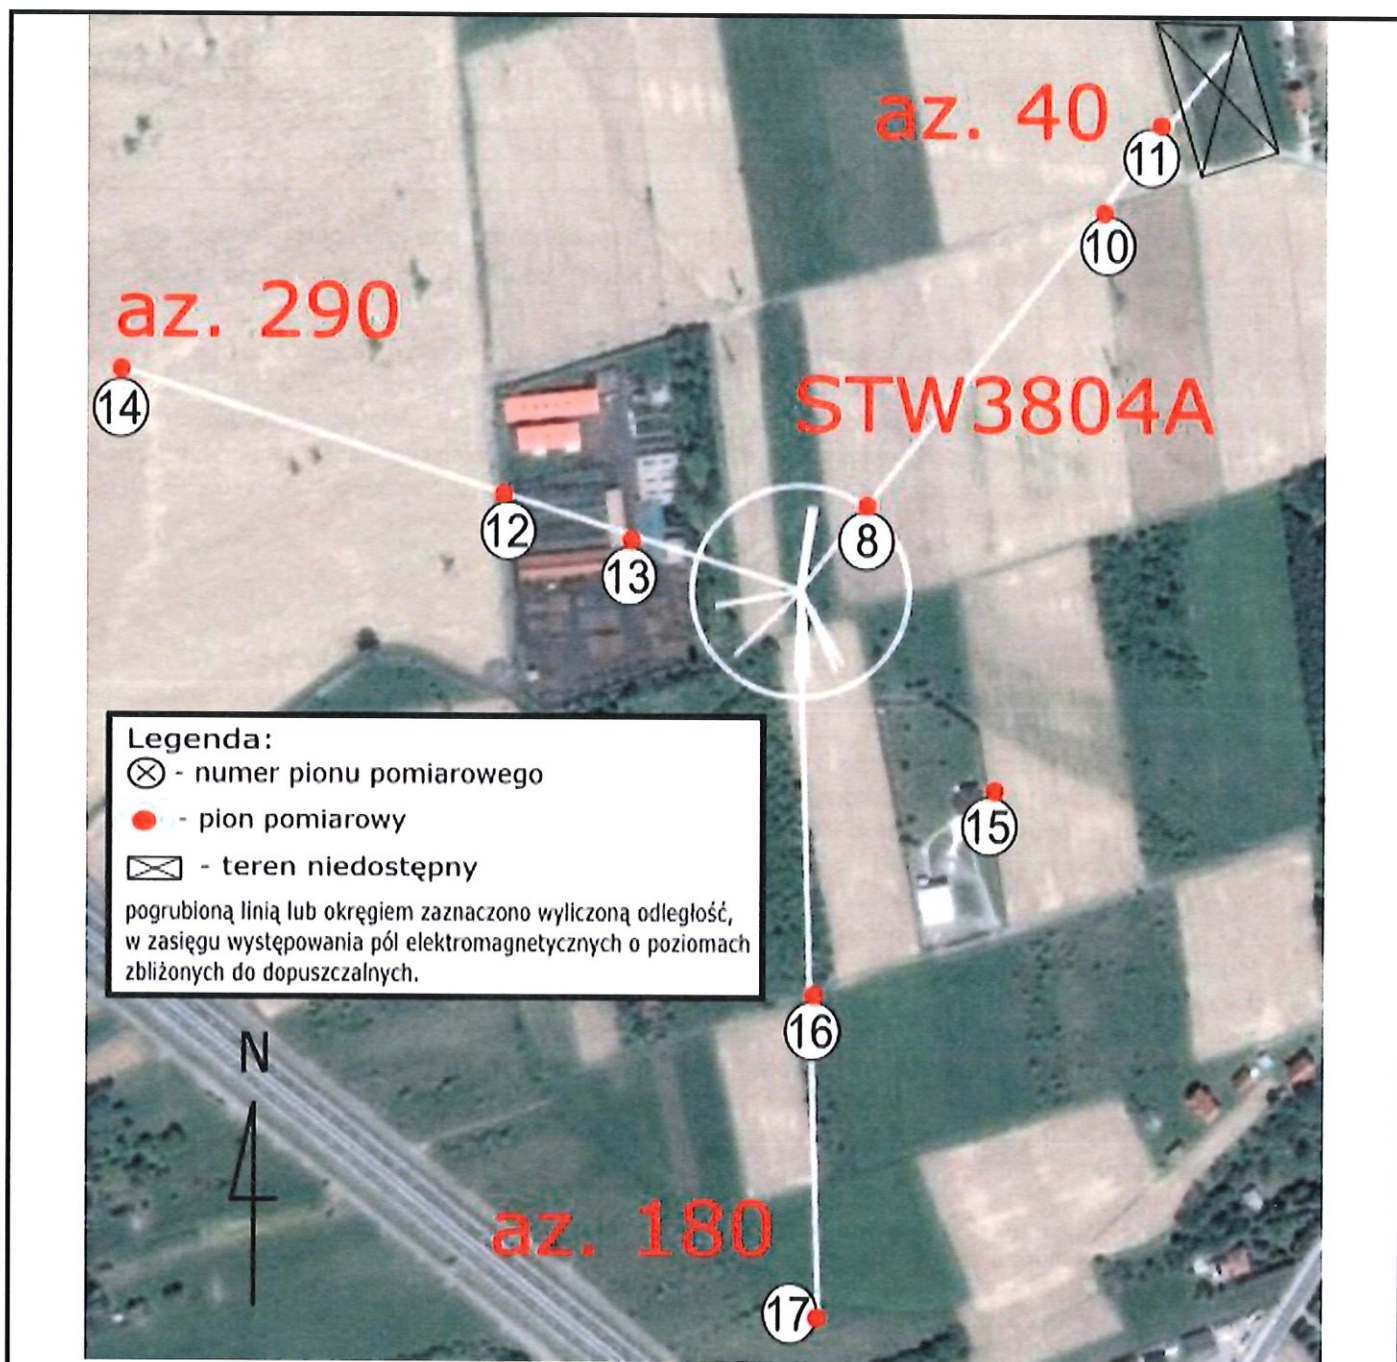 az. 40
11
10
az. 290
14
STW3804A
12
8
13
Legenda:
- numer pionu pomiarowego
- pion pomiarowy
- teren niedostępny
pogrubioną linią lub okręgiem zaznaczono wyliczoną odległość,
w zasięgu występowania pól elektromagnetycznych o poziomach
zbliżonych do dopuszczalnych.
15
16
N
az. 180
17